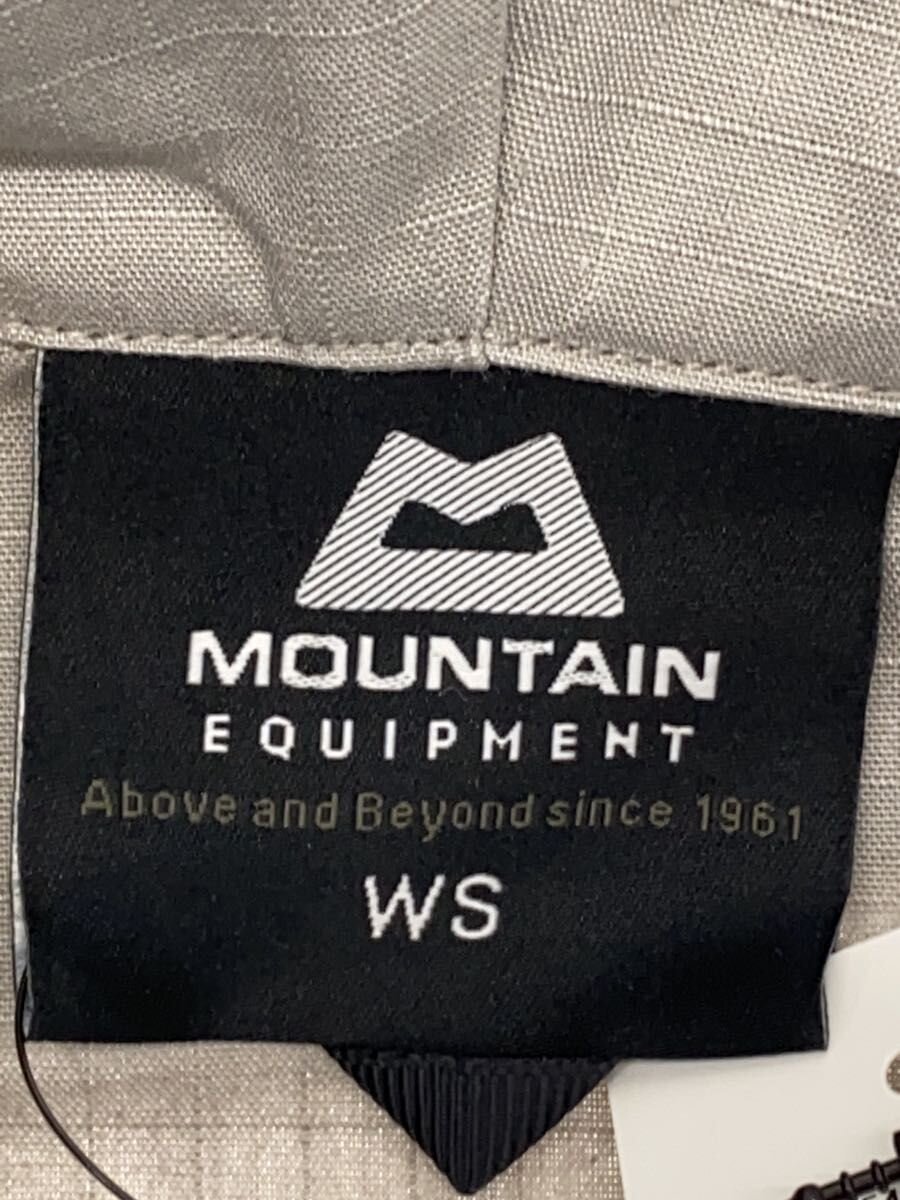 MOUNTAIN
EQUIPMENT
Above and Beyond since 1961
WS